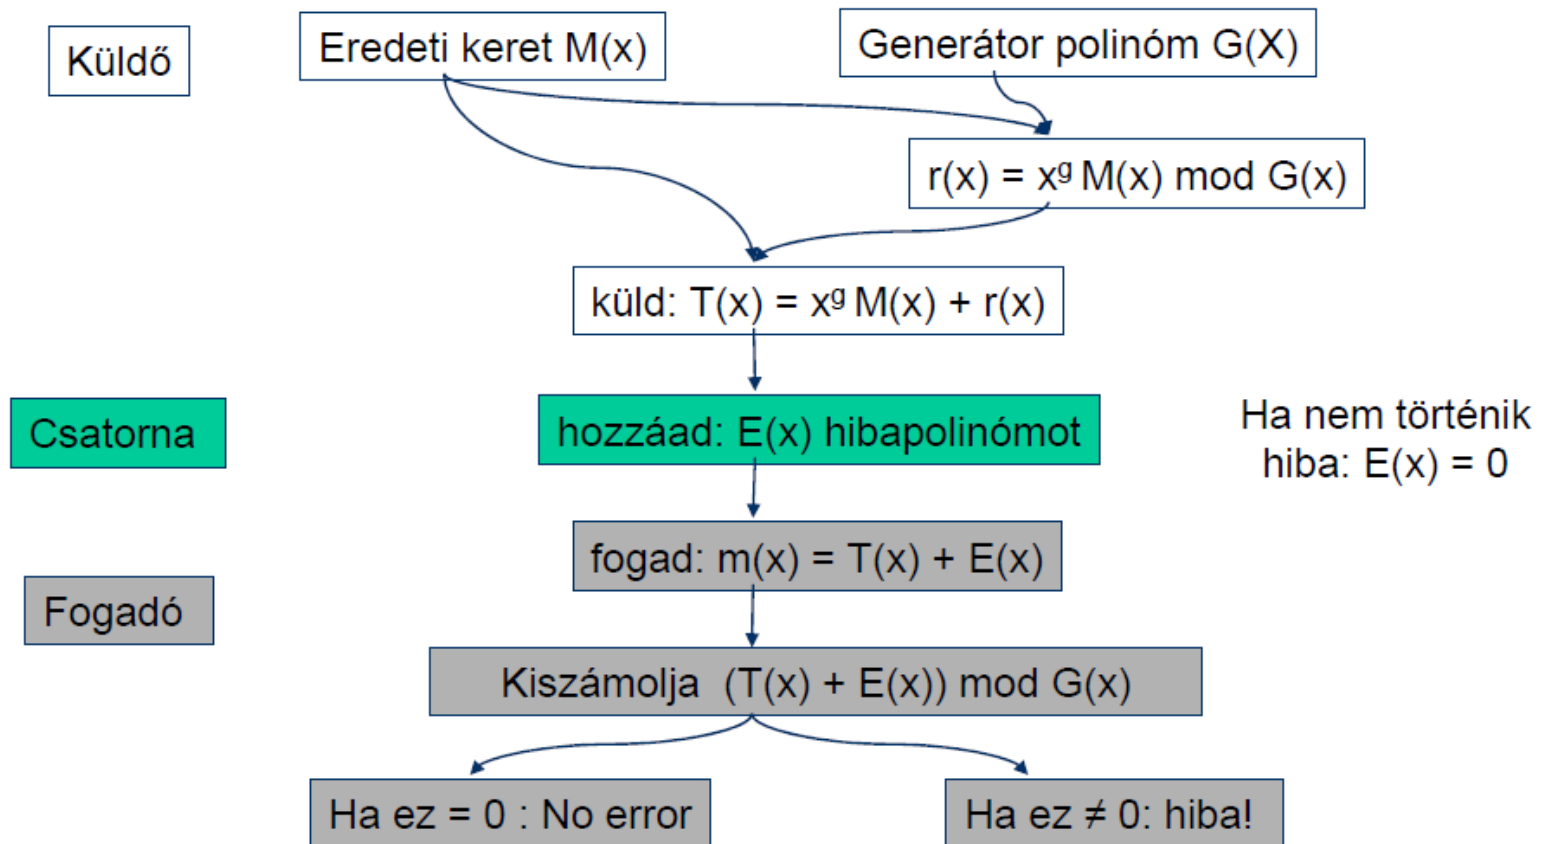 Küldő
Eredeti keret M(x)
Generátor polinóm G(X)
r(x) = xᵍ M(x) mod G(x)
küld: T(x) = xᵍ M(x) + r(x)
Csatorna
hozzáad: E(x) hibapolinómot
Ha nem történik
hiba: E(x) = 0
fogad: m(x) = T(x) + E(x)
Fogadó
Kiszámolja (T(x) + E(x)) mod G(x)
Ha ez = 0 : No error
Ha ez ≠ 0: hiba!